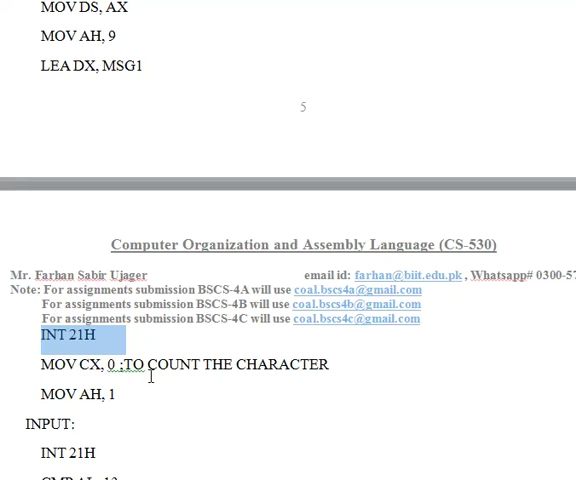 MOV DS, AX
MOV AH, 9
LEA DX, MSG1
5
Computer Organization and Assembly Language (CS-530)
Mr. Farhan Sabir Ujager email id: farhan@biit.edu.pk , Whatsapp# 0300-57
Note: For assignments submission BSCS-4A will use coal.bscs4a@gmail.com
For assignments submission BSCS-4B will use coal.bscs4b@gmail.com
For assignments submission BSCS-4C will use coal.bscs4c@gmail.com
INT 21H
MOV CX, 0 ;TO COUNT THE CHARACTER
MOV AH, 1
INPUT:
INT 21H